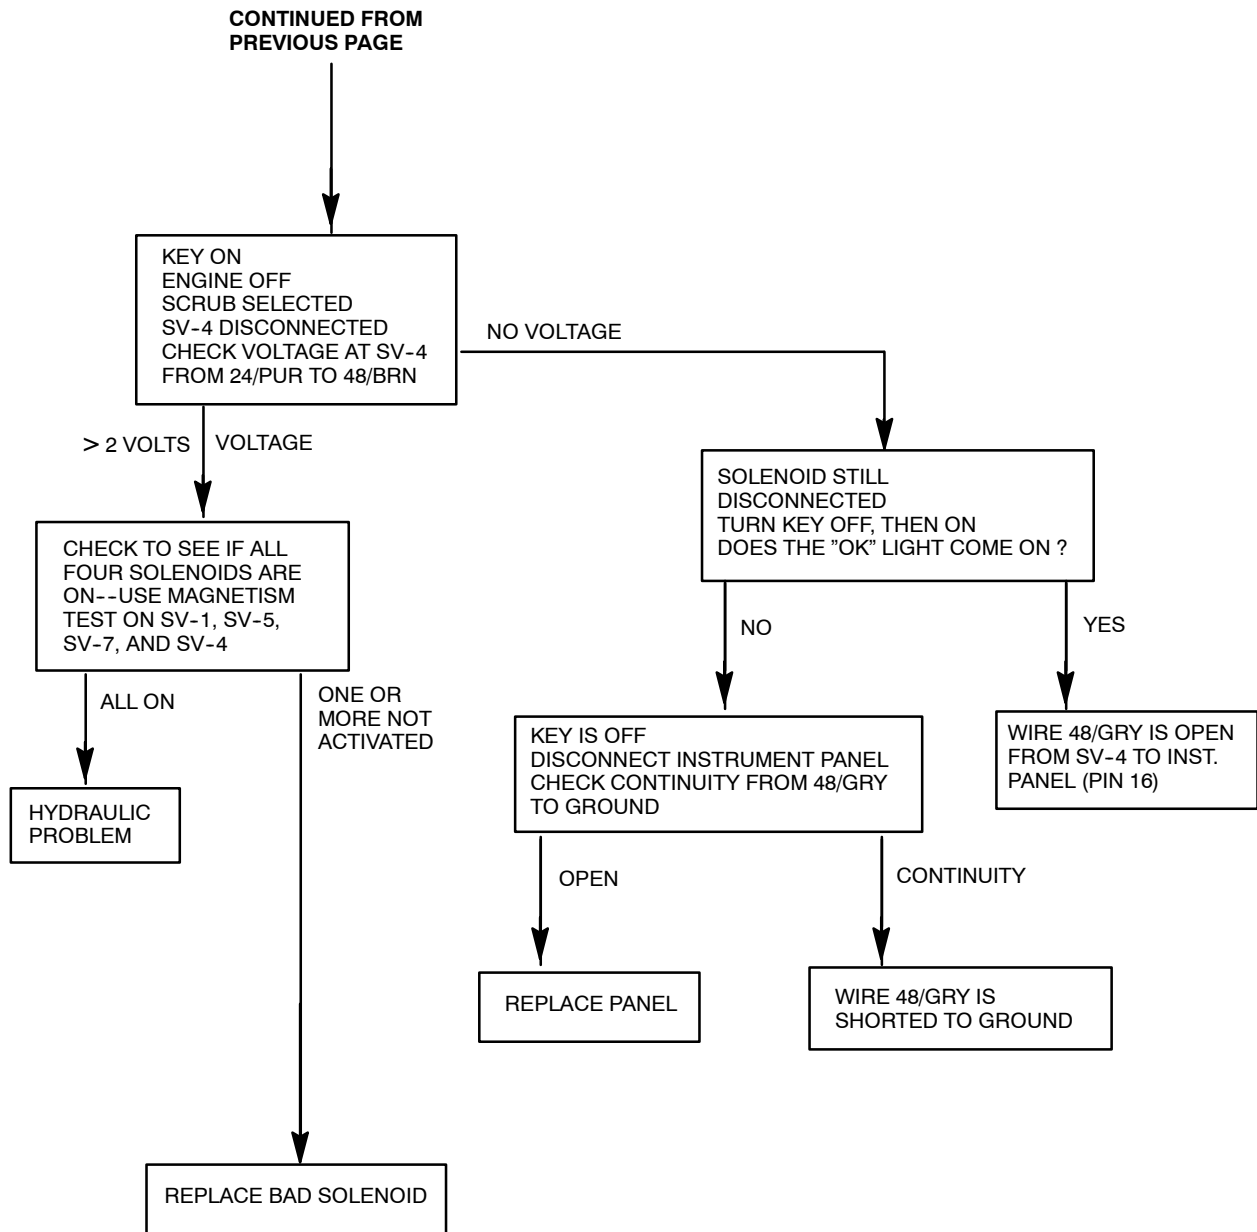 CONTINUED FROM
PREVIOUS PAGE
KEY ON
ENGINE OFF
SCRUB SELECTED
SV-4 DISCONNECTED
CHECK VOLTAGE AT SV-4
FROM 24/PUR TO 48/BRN
NO VOLTAGE
> 2 VOLTS
VOLTAGE
SOLENOID STILL
DISCONNECTED
TURN KEY OFF, THEN ON
DOES THE ”OK” LIGHT COME ON ?
CHECK TO SEE IF ALL
FOUR SOLENOIDS ARE
ON--USE MAGNETISM
TEST ON SV-1, SV-5,
SV-7, AND SV-4
NO
YES
ALL ON
ONE OR
MORE NOT
ACTIVATED
KEY IS OFF
DISCONNECT INSTRUMENT PANEL
CHECK CONTINUITY FROM 48/GRY
TO GROUND
WIRE 48/GRY IS OPEN
FROM SV-4 TO INST.
PANEL (PIN 16)
HYDRAULIC
PROBLEM
OPEN
CONTINUITY
REPLACE PANEL
WIRE 48/GRY IS
SHORTED TO GROUND
REPLACE BAD SOLENOID